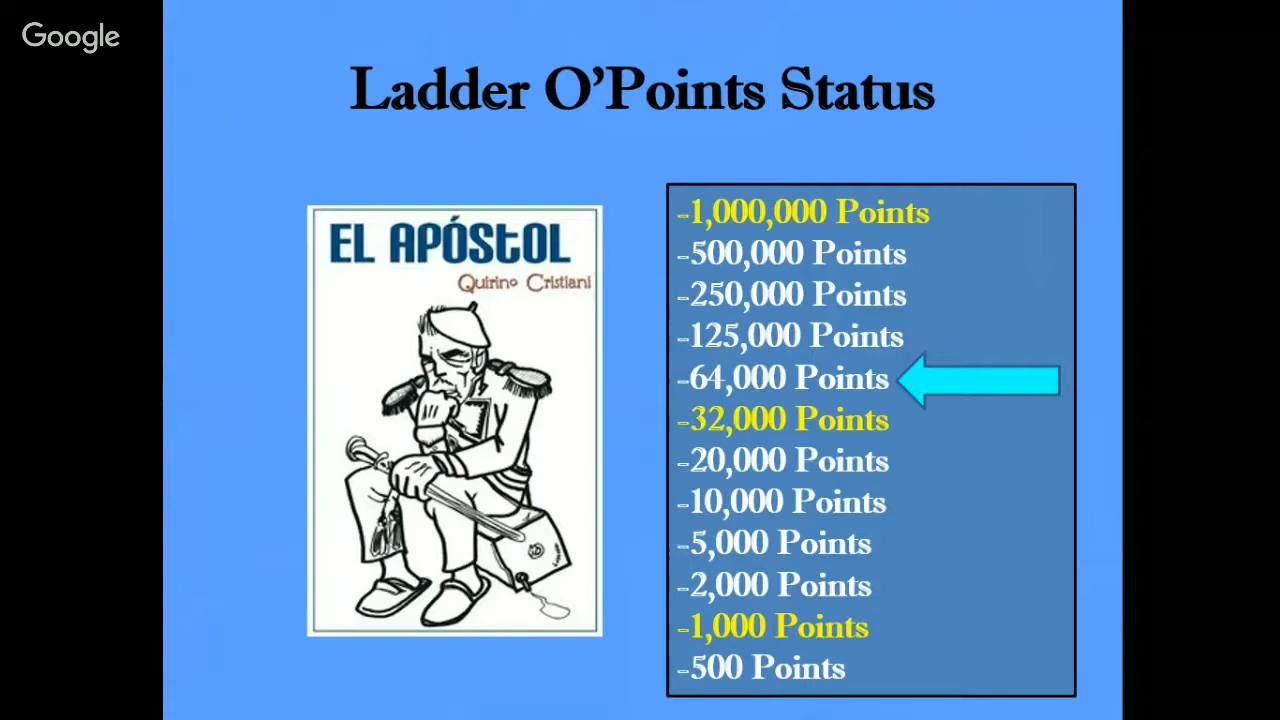 Google
Ladder O'Points Status
EL APÓStOL
Quirino Cristiani
-1,000,000 Points
-500,000 Points
-250,000 Points
-125,000 Points
-64,000 Points
-32,000 Points
-20,000 Points
-10,000 Points
-5,000 Points
-2,000 Points
-1,000 Points
-500 Points